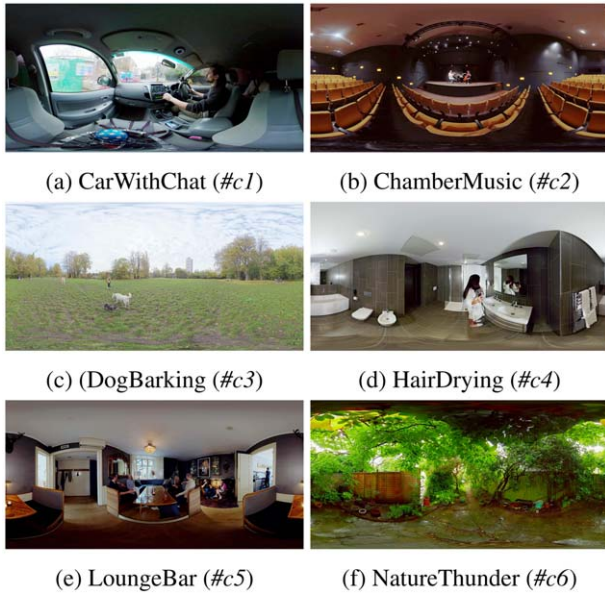 (a) CarWithChat (#c1)
(b) ChamberMusic (#c2)
(c) (DogBarking (#c3)
(d) HairDrying (#c4)
(e) LoungeBar (#c5)
(f) NatureThunder (#c6)